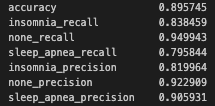 accuracy 0.895745
insomnia_recall 0.838459
none_recall 0.949943
sleep_apnea_recall 0.795844
insomnia_precision 0.819964
none_precision 0.922909
sleep_apnea_precision 0.905931